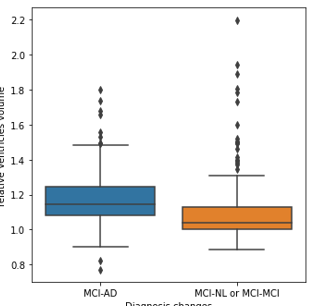 2.2
2.0
1.8
1.6
1.4
1.2
1.0
0.8
relative ventricles volume
MCI-AD
MCI-NL or MCI-MCI
Diagnosis changes